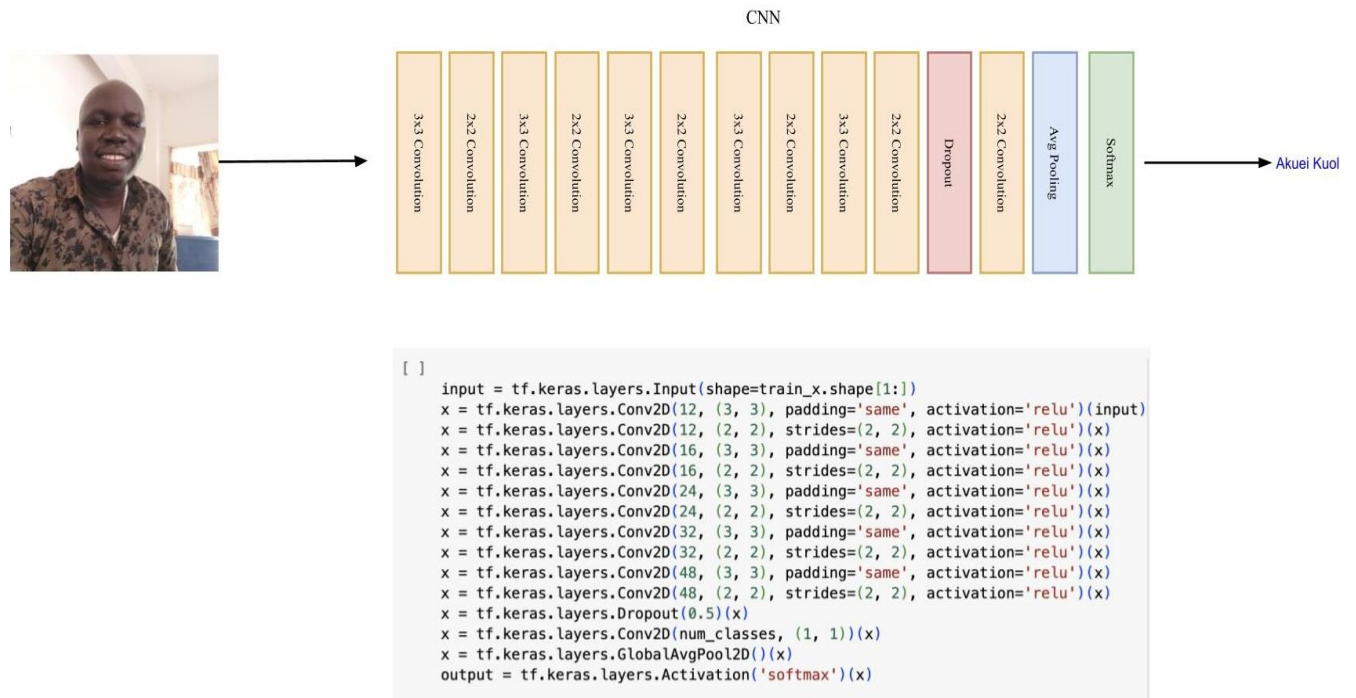 CNN
3x3 Convolution
2x2 Convolution
3x3 Convolution
2x2 Convolution
3x3 Convolution
2x2 Convolution
3x3 Convolution
2x2 Convolution
3x3 Convolution
2x2 Convolution
Dropout
2x2 Convolution
Avg Pooling
Softmax
Akuei Kuol
[ ]
input = tf.keras.layers.Input(shape=train_x.shape[1:])
x = tf.keras.layers.Conv2D(12, (3, 3), padding='same', activation='relu')(input)
x = tf.keras.layers.Conv2D(12, (2, 2), strides=(2, 2), activation='relu')(x)
x = tf.keras.layers.Conv2D(16, (3, 3), padding='same', activation='relu')(x)
x = tf.keras.layers.Conv2D(16, (2, 2), strides=(2, 2), activation='relu')(x)
x = tf.keras.layers.Conv2D(24, (3, 3), padding='same', activation='relu')(x)
x = tf.keras.layers.Conv2D(24, (2, 2), strides=(2, 2), activation='relu')(x)
x = tf.keras.layers.Conv2D(32, (3, 3), padding='same', activation='relu')(x)
x = tf.keras.layers.Conv2D(32, (2, 2), strides=(2, 2), activation='relu')(x)
x = tf.keras.layers.Conv2D(48, (3, 3), padding='same', activation='relu')(x)
x = tf.keras.layers.Conv2D(48, (2, 2), strides=(2, 2), activation='relu')(x)
x = tf.keras.layers.Dropout(0.5)(x)
x = tf.keras.layers.Conv2D(num_classes, (1, 1))(x)
x = tf.keras.layers.GlobalAvgPool2D()(x)
output = tf.keras.layers.Activation('softmax')(x)